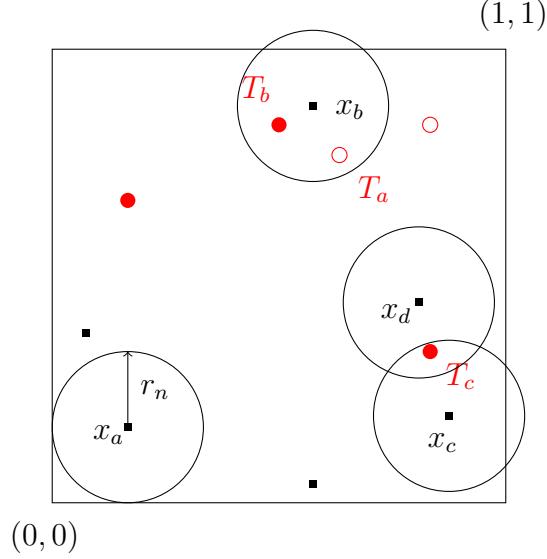 (1, 1)
T_b
x_b
T_a
x_d
T_c
r_n
x_a
x_c
(0, 0)